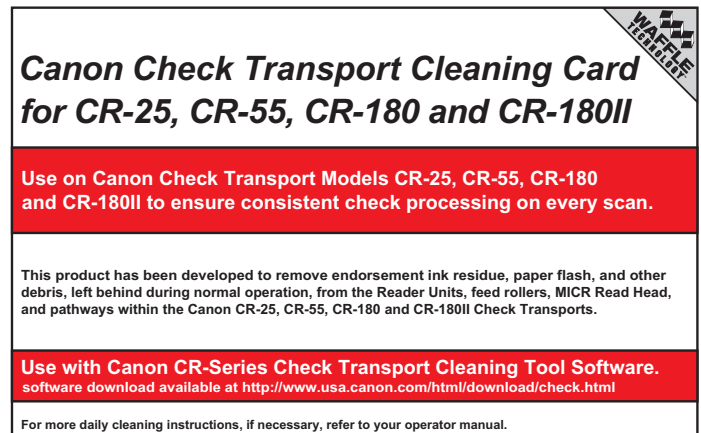 WAFFLE
TECHNOLOGY
Canon Check Transport Cleaning Card
for CR-25, CR-55, CR-180 and CR-180II
Use on Canon Check Transport Models CR-25, CR-55, CR-180
and CR-180II to ensure consistent check processing on every scan.
This product has been developed to remove endorsement ink residue, paper flash, and other
debris, left behind during normal operation, from the Reader Units, feed rollers, MICR Read Head,
and pathways within the Canon CR-25, CR-55, CR-180 and CR-180II Check Transports.
Use with Canon CR-Series Check Transport Cleaning Tool Software.
software download available at http://www.usa.canon.com/html/download/check.html
For more daily cleaning instructions, if necessary, refer to your operator manual.